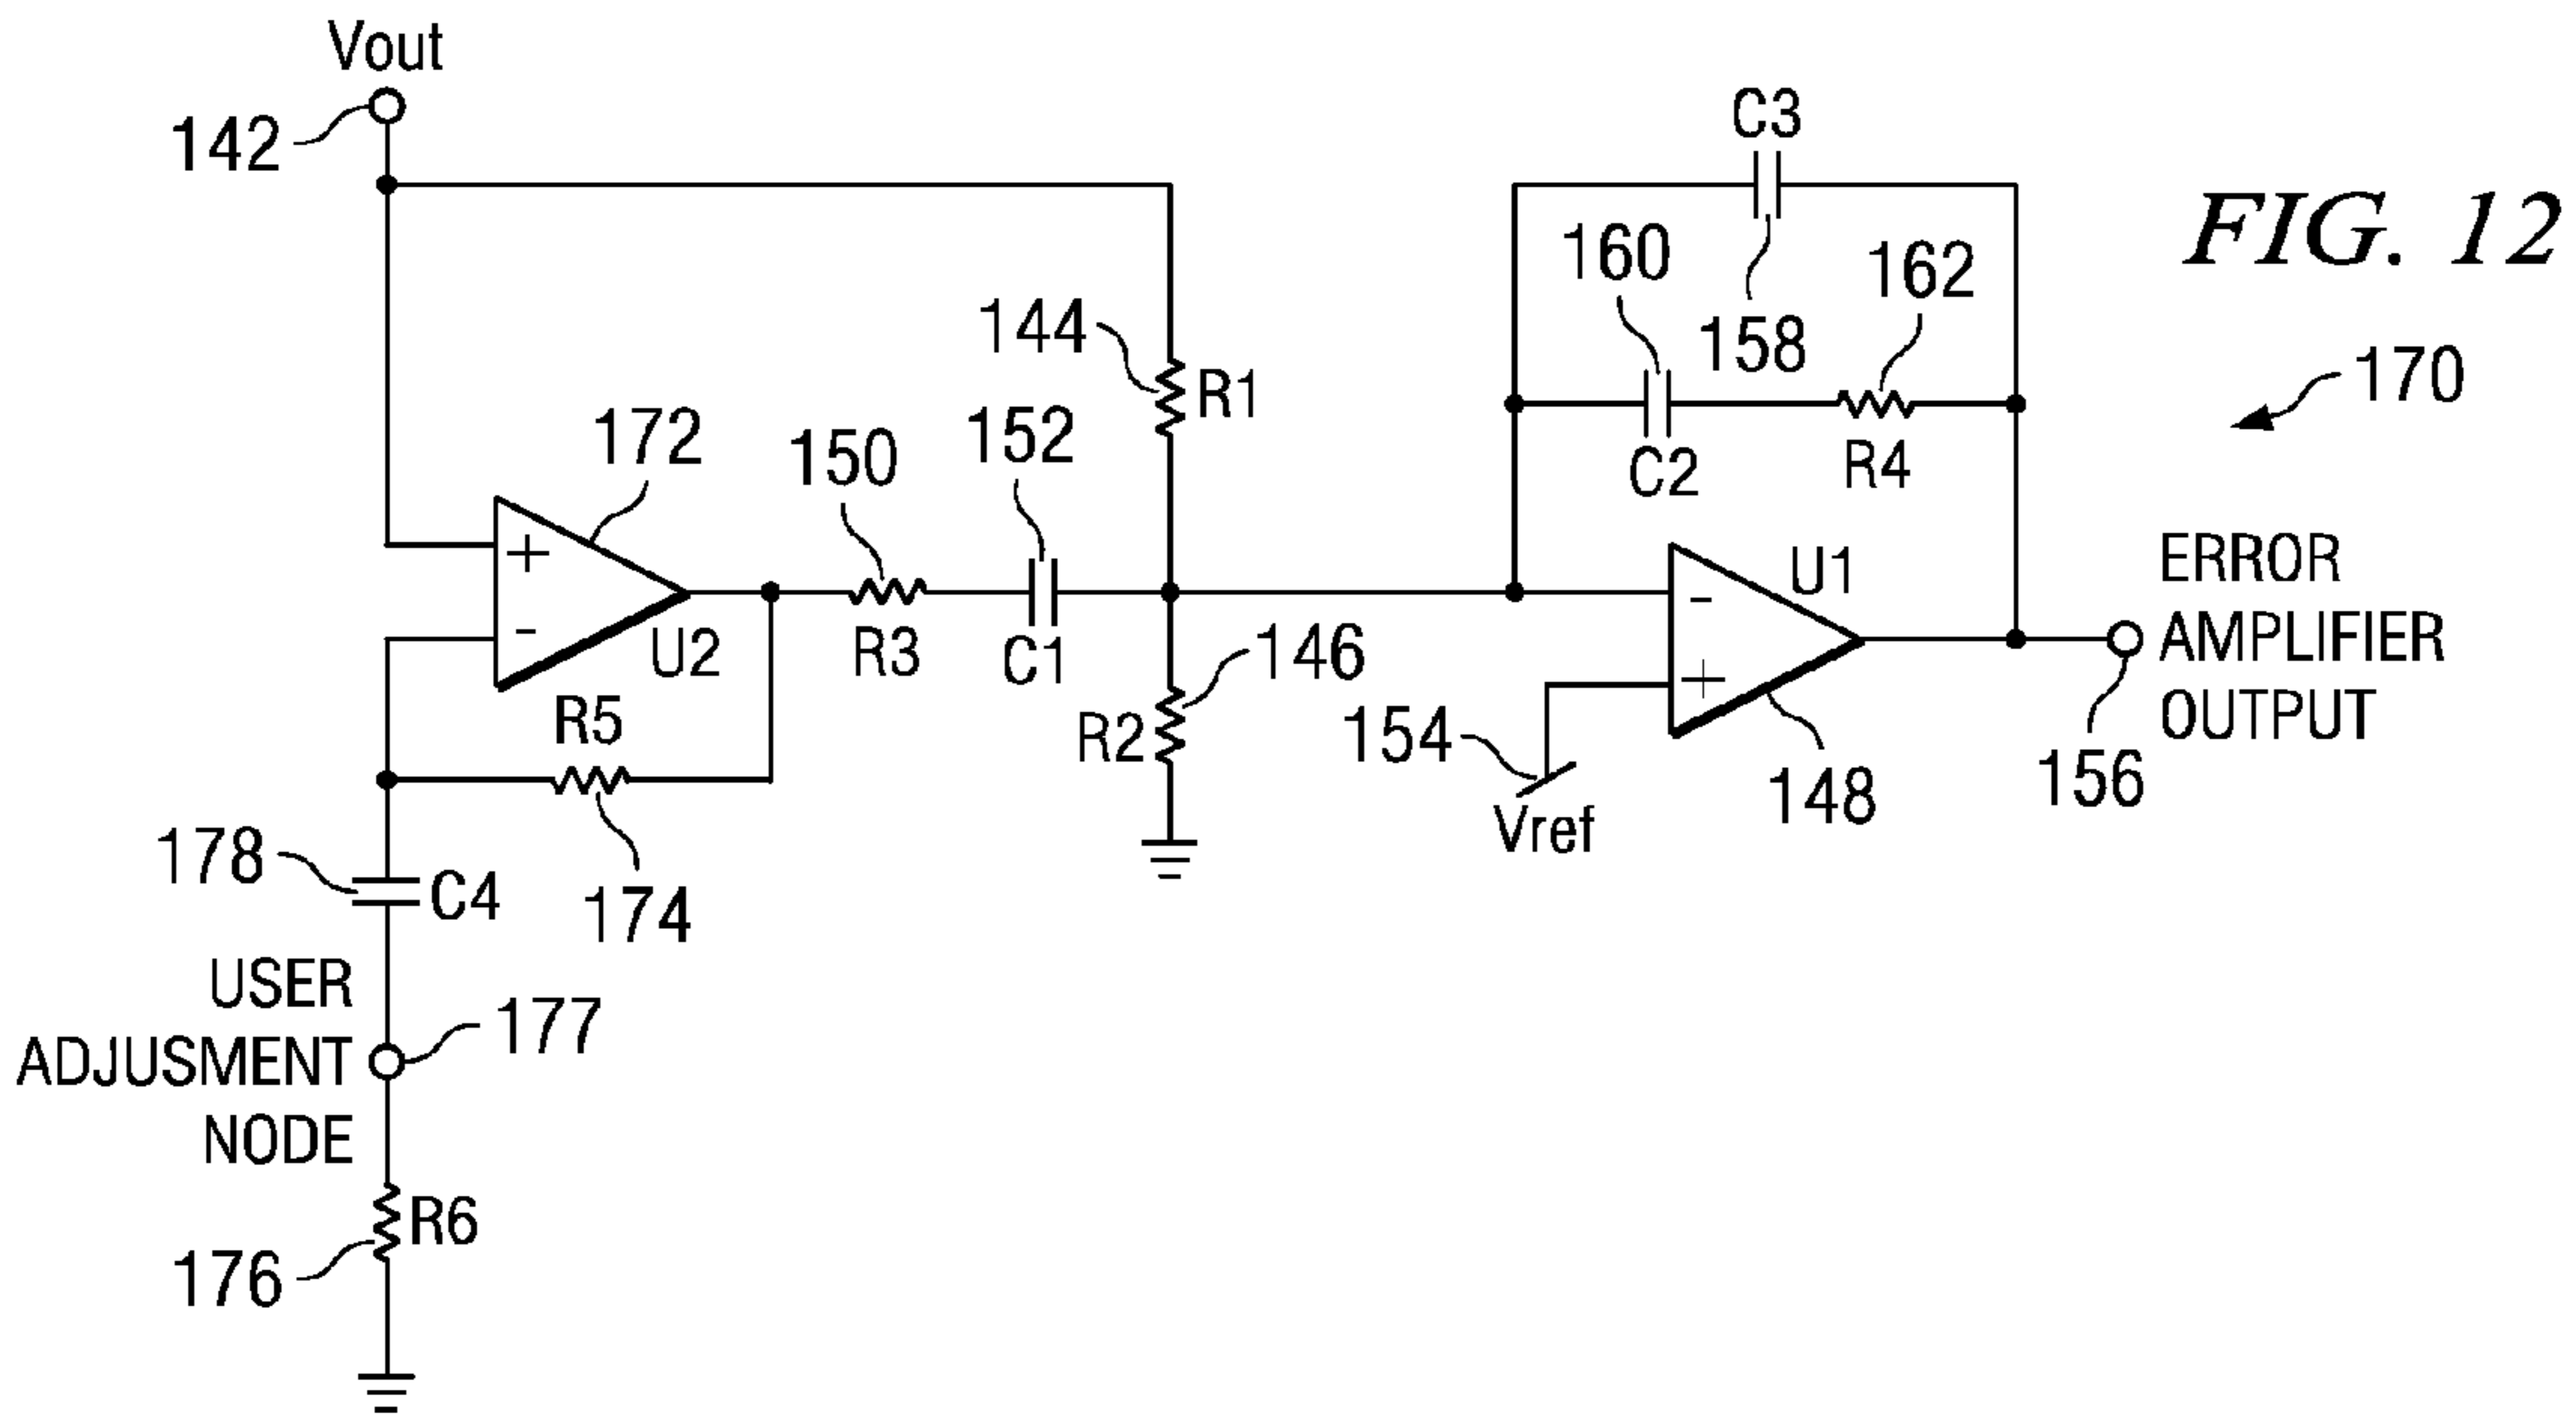 Vout
142
C3
FIG. 12
160
158
162
144
R1
170
172
150
152
C2
R4
U1
ERROR
AMPLIFIER
OUTPUT
+
-
U2
R3
C1
-
+
146
R2
154
Vref
148
156
R5
174
178
C4
USER
ADJUSMENT
NODE
177
R6
176